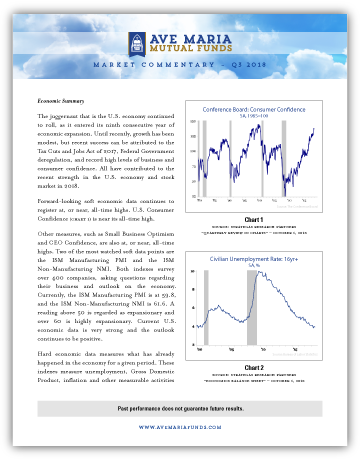 AVE MARIA
MUTUAL FUNDS
MARKET COMMENTARY – Q3 2018
Economic Summary
The juggernaut that is the U.S. economy continued
to roll, as it entered its ninth consecutive year of
economic expansion. Until recently, growth has been
modest, but recent success can be attributed to the
Tax Cuts and Jobs Act of 2017, Federal Government
deregulation, and record high levels of business and
consumer confidence. All have contributed to the
recent strength in the U.S. economy and stock
market in 2018.
Forward-looking soft economic data continues to
register at, or near, all-time highs. U.S. Consumer
Confidence (CHART 1) is near its all-time high.
Other measures, such as Small Business Optimism
and CEO Confidence, are also at, or near, all-time
highs. Two of the most watched soft data points are
the ISM Manufacturing PMI and the ISM
Non-Manufacturing NMI. Both indexes survey
over 400 companies, asking questions regarding
their business and outlook on the economy.
Currently, the ISM Manufacturing PMI is at 59.8,
and the ISM Non-Manufacturing NMI is 61.6. A
reading above 50 is regarded as expansionary and
over 60 is highly expansionary. Current U.S.
economic data is very strong and the outlook
continues to be positive.
Hard economic data measures what has already
happened in the economy for a given period. These
indexes measure unemployment, Gross Domestic
Product, inflation and other measurable activities
Conference Board: Consumer Confidence
SA, 1985=100
Chart 1
SOURCE: STRATEGAS RESEARCH PARTNERS
"QUARTERLY REVIEW IN CHARTS" – OCTOBER 2, 2018
Civilian Unemployment Rate: 16yr+
SA, %
Chart 2
SOURCE: STRATEGAS RESEARCH PARTNERS
Past performance does not guarantee future results.
WWW.AVEMARIAFUNDS.COM